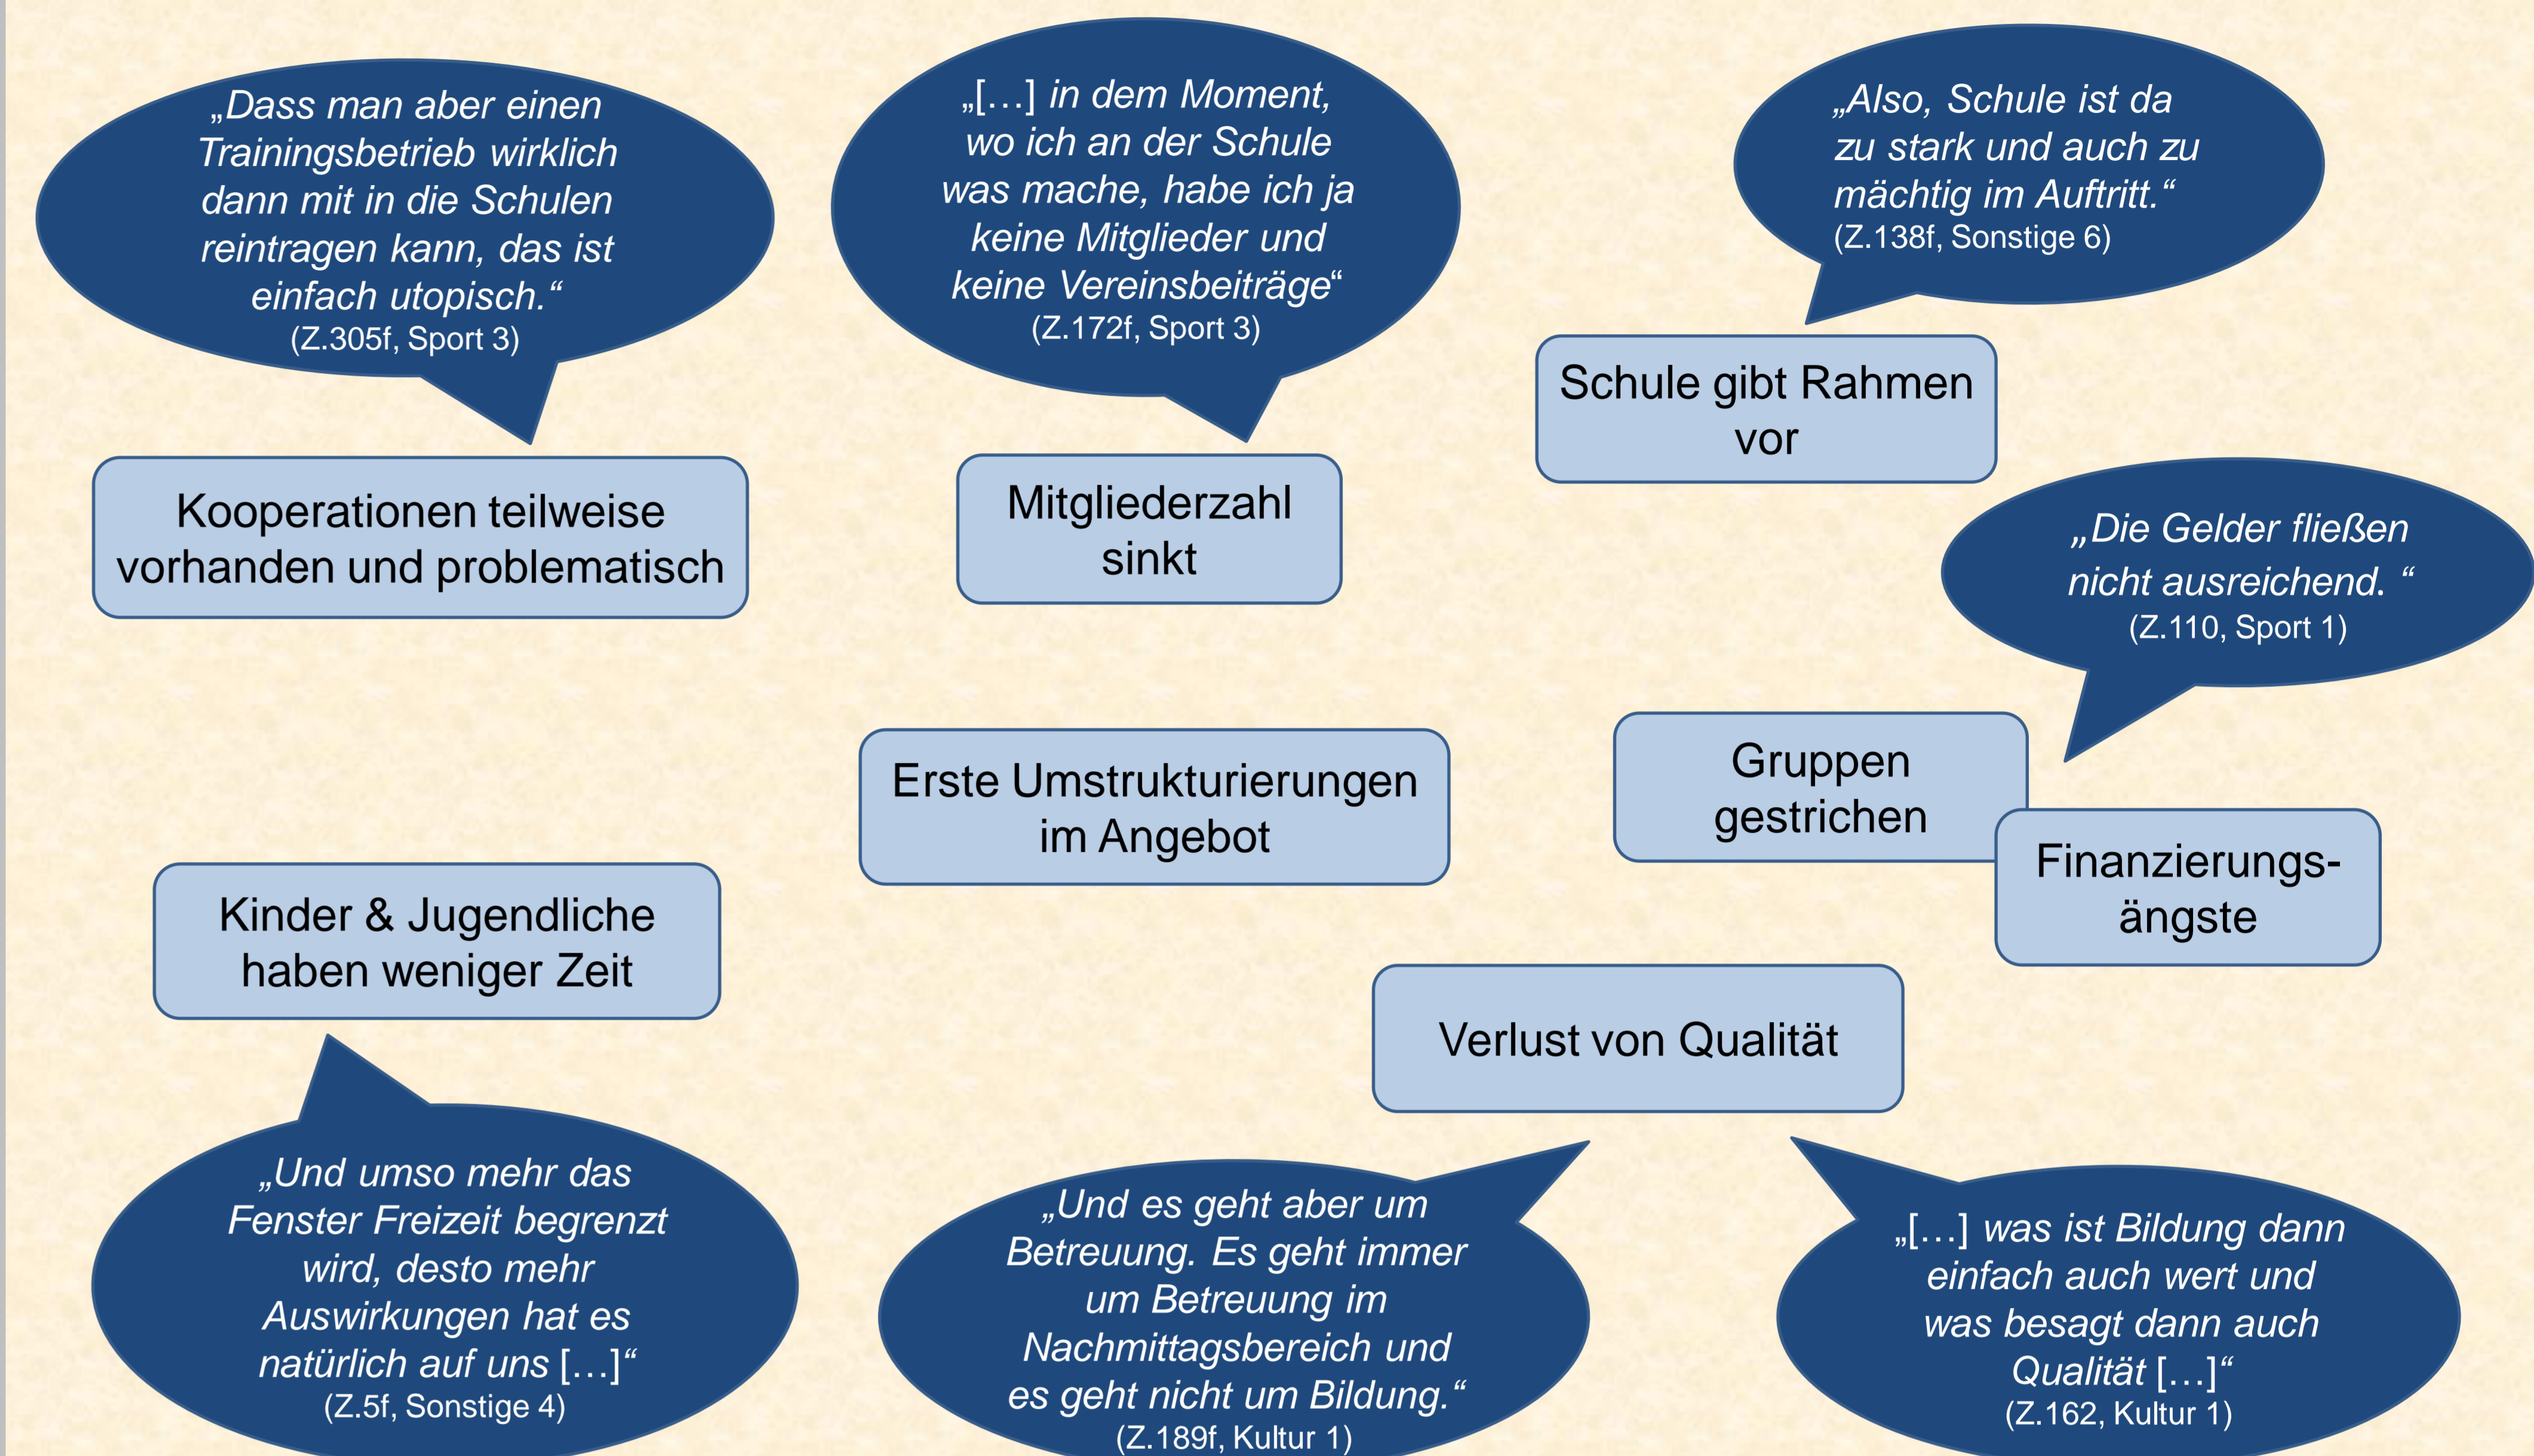 „Dass man aber einen
Trainingsbetrieb wirklich
dann mit in die Schulen
reintragen kann, das ist
einfach utopisch.“
(Z.305f, Sport 3)
Kooperationen teilweise
vorhanden und problematisch
„[…] in dem Moment,
wo ich an der Schule
was mache, habe ich ja
keine Mitglieder und
keine Vereinsbeiträge“
(Z.172f, Sport 3)
Mitgliederzahl
sinkt
„Also, Schule ist da
zu stark und auch zu
mächtig im Auftritt.“
(Z.138f, Sonstige 6)
Schule gibt Rahmen
vor
„Die Gelder fließen
nicht ausreichend. “
(Z.110, Sport 1)
Erste Umstrukturierungen
im Angebot
Gruppen
gestrichen
Finanzierungs-
ängste
Kinder & Jugendliche
haben weniger Zeit
Verlust von Qualität
„Und umso mehr das
Fenster Freizeit begrenzt
wird, desto mehr
Auswirkungen hat es
natürlich auf uns […]“
(Z.5f, Sonstige 4)
„Und es geht aber um
Betreuung. Es geht immer
um Betreuung im
Nachmittagsbereich und
es geht nicht um Bildung.“
(Z.189f, Kultur 1)
„[…] was ist Bildung dann
einfach auch wert und
was besagt dann auch
Qualität […]“
(Z.162, Kultur 1)